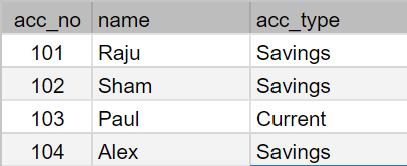 acc_no name acc_type
101 Raju Savings
102 Sham Savings
103 Paul Current
104 Alex Savings